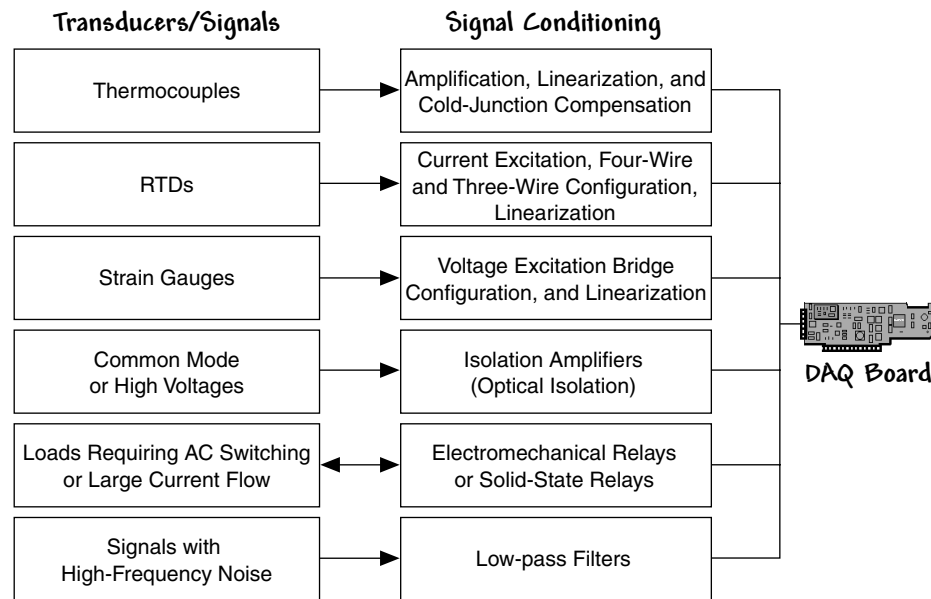 Transducers/Signals
Signal Conditioning
Thermocouples
Amplification, Linearization, and
Cold-Junction Compensation
RTDs
Current Excitation, Four-Wire
and Three-Wire Configuration,
Linearization
Strain Gauges
Voltage Excitation Bridge
Configuration, and Linearization
Common Mode
or High Voltages
Isolation Amplifiers
(Optical Isolation)
Loads Requiring AC Switching
or Large Current Flow
Electromechanical Relays
or Solid-State Relays
Signals with
High-Frequency Noise
Low-pass Filters
DAQ Board